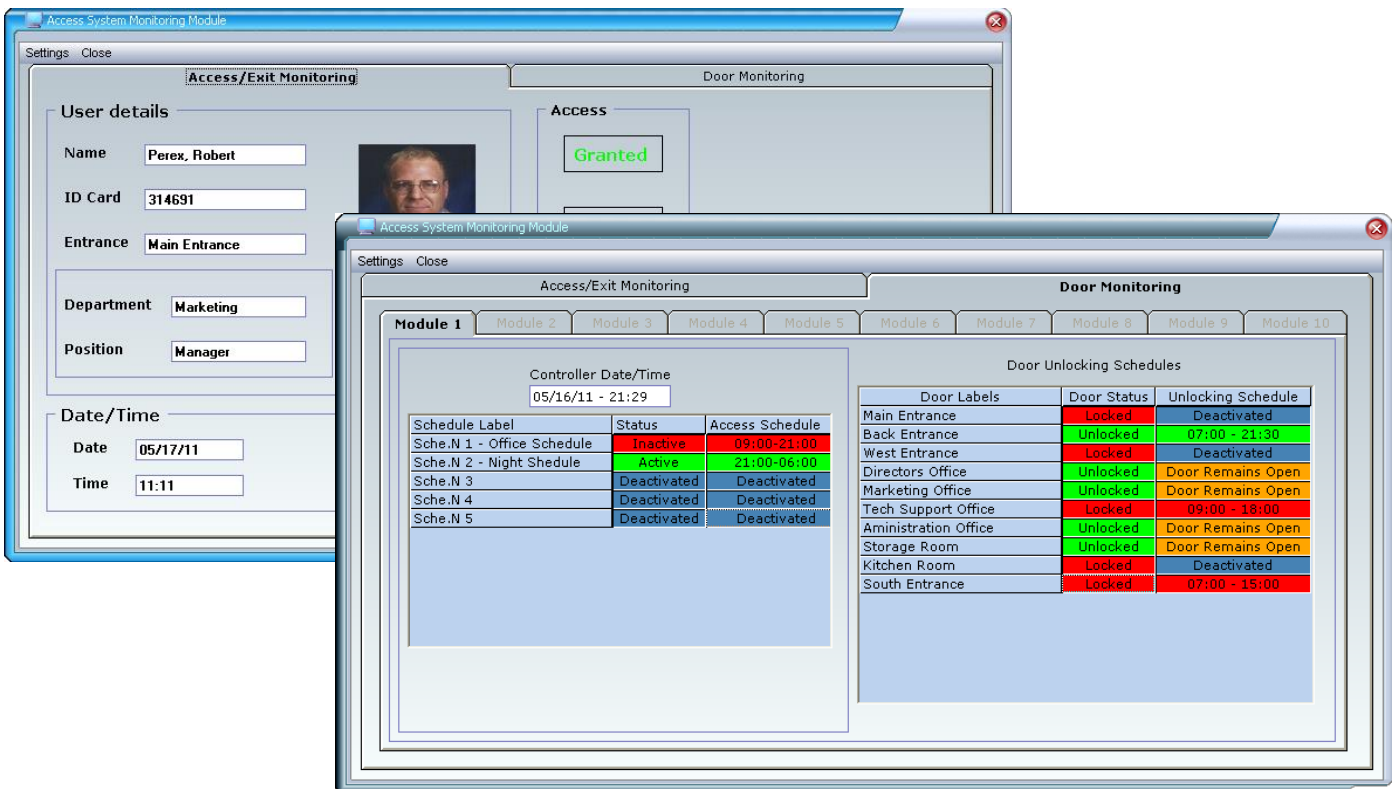 Access System Monitoring Module
Settings Close
Access/Exit Monitoring Door Monitoring
User details
Name Perex, Robert
ID Card 314691
Entrance Main Entrance
Department Marketing
Position Manager
Date/Time
Date 05/17/11
Time 11:11
Access
Granted
Access System Monitoring Module
Settings Close
Access/Exit Monitoring Door Monitoring
Module 1 Module 2 Module 3 Module 4 Module 5 Module 6 Module 7 Module 8 Module 9 Module 10
Controller Date/Time
05/16/11 - 21:29
Schedule Label Status Access Schedule
Sche.N 1 - Office Schedule Inactive 09:00-21:00
Sche.N 2 - Night Shedule Active 21:00-06:00
Sche.N 3 Deactivated Deactivated
Sche.N 4 Deactivated Deactivated
Sche.N 5 Deactivated Deactivated
Door Unlocking Schedules
Door Labels Door Status Unlocking Schedule
Main Entrance Locked Deactivated
Back Entrance Unlocked 07:00 - 21:30
West Entrance Locked Deactivated
Directors Office Unlocked Door Remains Open
Marketing Office Unlocked Door Remains Open
Tech Support Office Locked 09:00 - 18:00
Aministration Office Unlocked Door Remains Open
Storage Room Unlocked Door Remains Open
Kitchen Room Locked Deactivated
South Entrance Locked 07:00 - 15:00